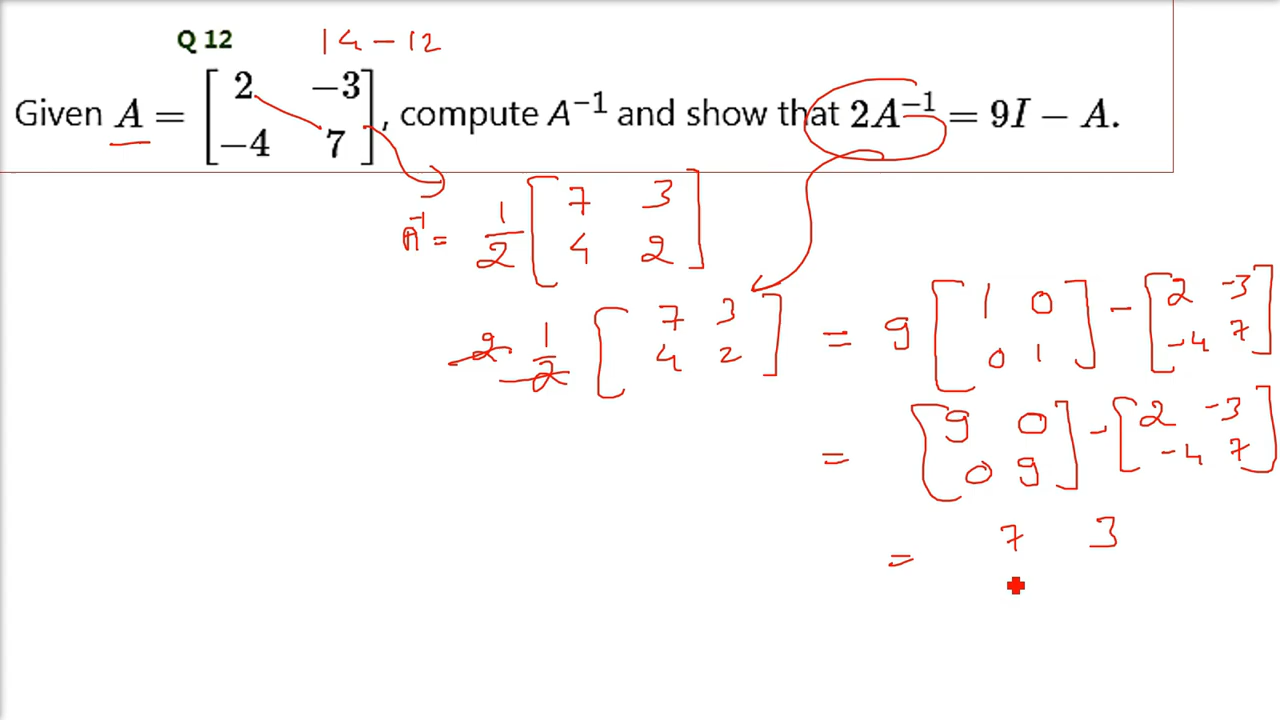 Q 12 14 - 12
Given A = [2 -3; -4 7], compute A⁻¹ and show that 2A⁻¹ = 9I − A.
A⁻¹ = 1/2 [7 3; 4 2]
2 · 1/2 [7 3; 4 2] = 9 [1 0; 0 1] - [2 -3; -4 7]
= [9 0; 0 9] - [2 -3; -4 7]
= 7 3